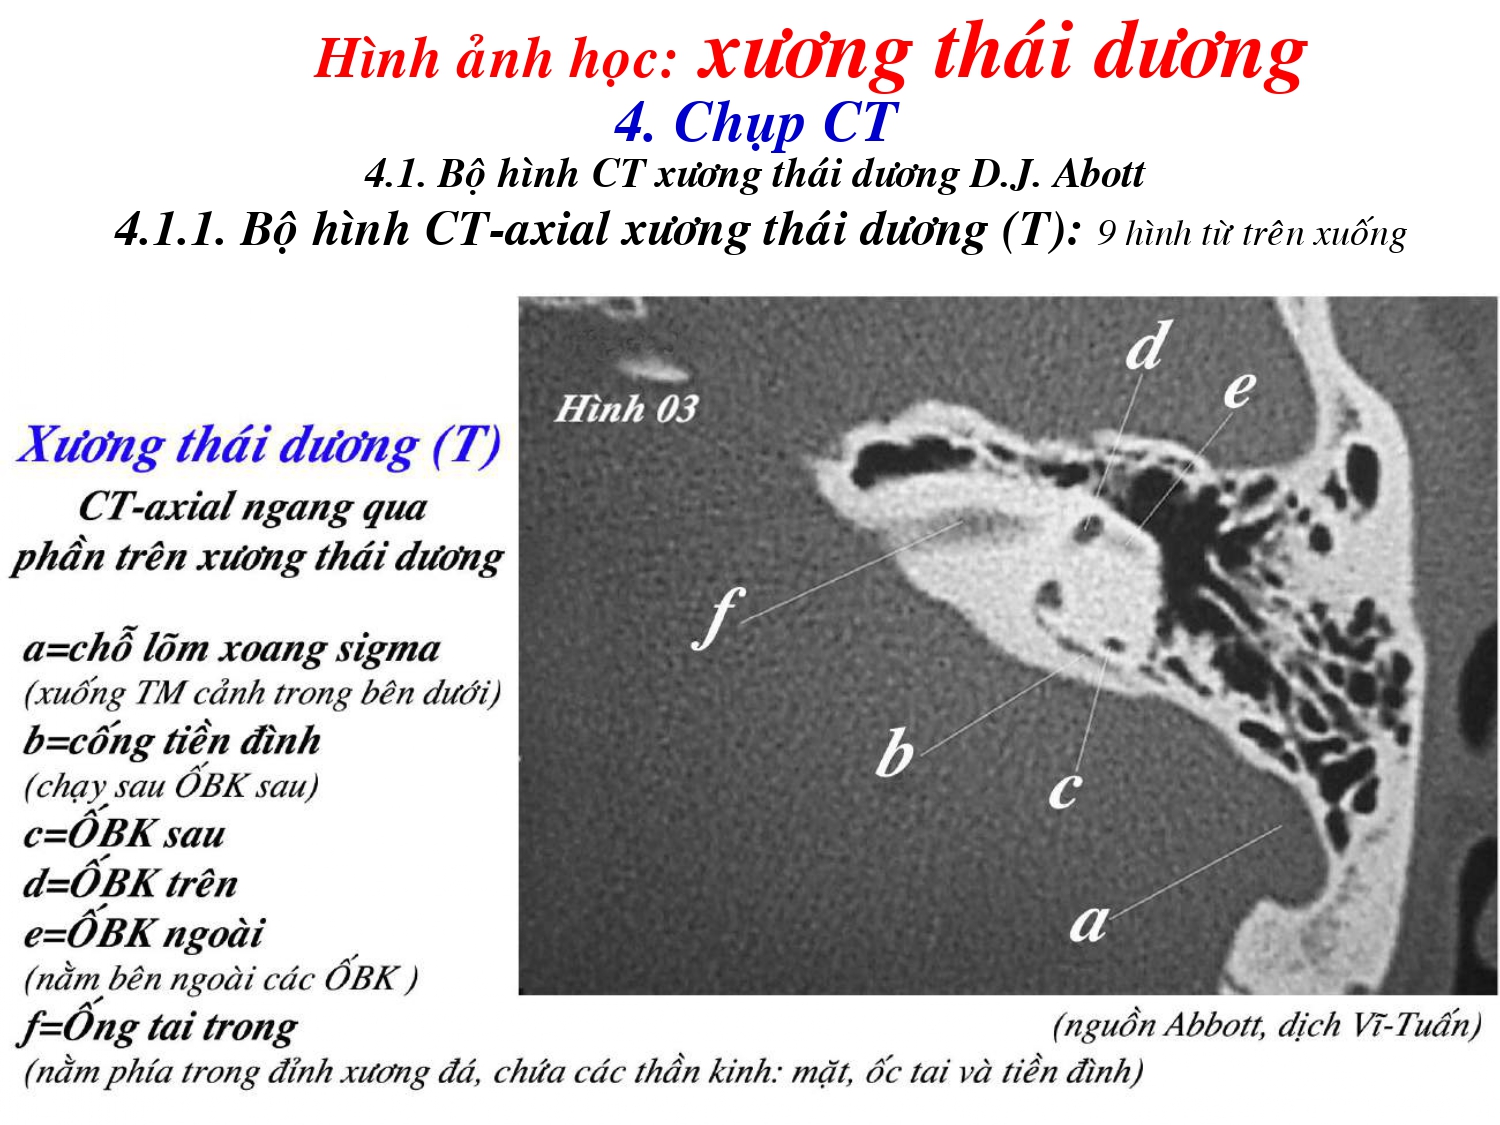 Hình ảnh học: xương thái dương
4. Chụp CT
4.1. Bộ hình CT xương thái dương D.J. Abott
4.1.1. Bộ hình CT-axial xương thái dương (T): 9 hình từ trên xuống
Xương thái dương (T)
CT-axial ngang qua
phần trên xương thái dương
a=chỗ lõm xoang sigma
(xuống TM cảnh trong bên dưới)
b=cống tiền đình
(chạy sau ỐBK sau)
c=ỐBK sau
d=ỐBK trên
e=ỐBK ngoài
(nằm bên ngoài các ỐBK )
f=Ống tai trong
(nằm phía trong đỉnh xương đá, chứa các thần kinh: mặt, ốc tai và tiền đình)
Hình 03
d
e
f
b
c
a
(nguồn Abbott, dịch Vĩ-Tuấn)